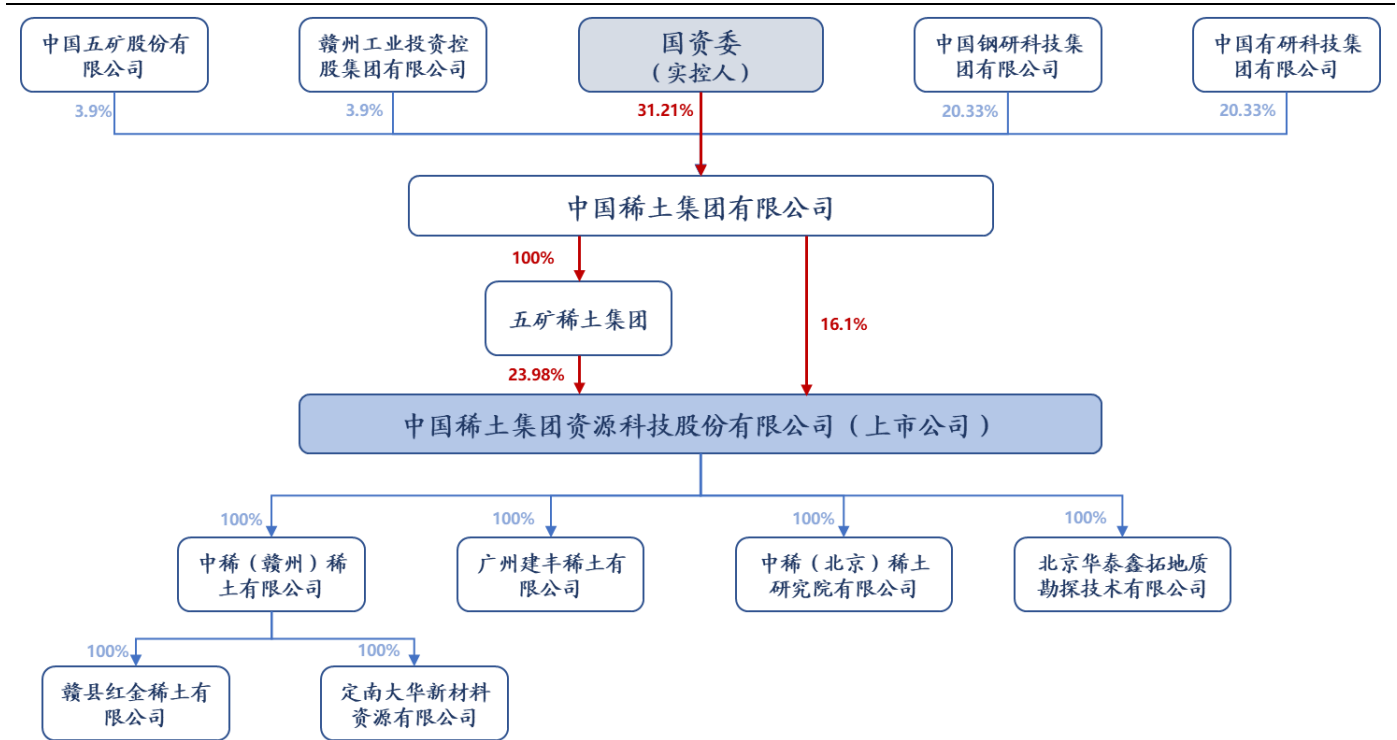 中国五矿股份有
限公司
赣州工业投资控
股集团有限公司
国资委
（实控人）
中国钢研科技集
团有限公司
中国有研科技集
团有限公司
3.9%
3.9%
31.21%
20.33%
20.33%
中国稀土集团有限公司
100%
五矿稀土集团
16.1%
23.98%
中国稀土集团资源科技股份有限公司（上市公司）
100%
100%
100%
100%
中稀（赣州）稀
土有限公司
广州建丰稀土有
限公司
中稀（北京）稀土
研究院有限公司
北京华泰鑫拓地质
勘探技术有限公司
100%
100%
赣县红金稀土有
限公司
定南大华新材料
资源有限公司